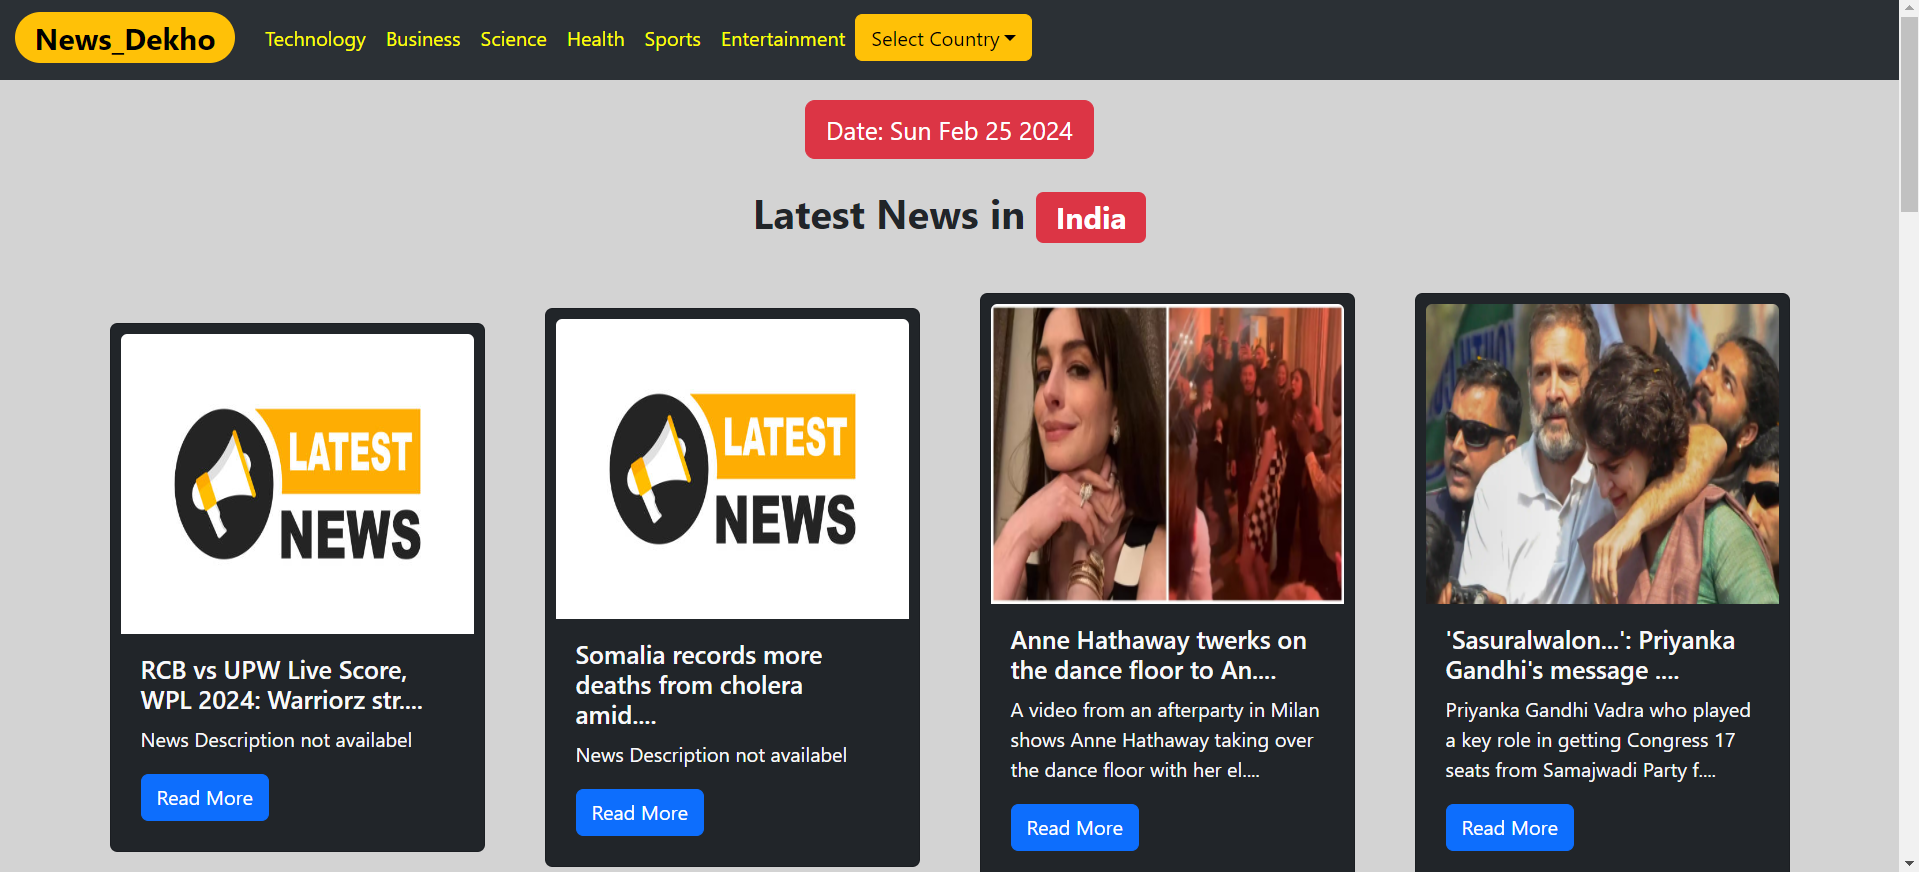 News_Dekho
Technology Business Science Health Sports Entertainment Select Country
Date: Sun Feb 25 2024
Latest News in India
LATEST
NEWS
RCB vs UPW Live Score,
WPL 2024: Warriorz str....
News Description not availabel
Read More
LATEST
NEWS
Somalia records more
deaths from cholera
amid....
News Description not availabel
Read More
Anne Hathaway twerks on
the dance floor to An....
A video from an afterparty in Milan
shows Anne Hathaway taking over
the dance floor with her el....
Read More
'Sasuralwalon...': Priyanka
Gandhi's message ....
Priyanka Gandhi Vadra who played
a key role in getting Congress 17
seats from Samajwadi Party f....
Read More